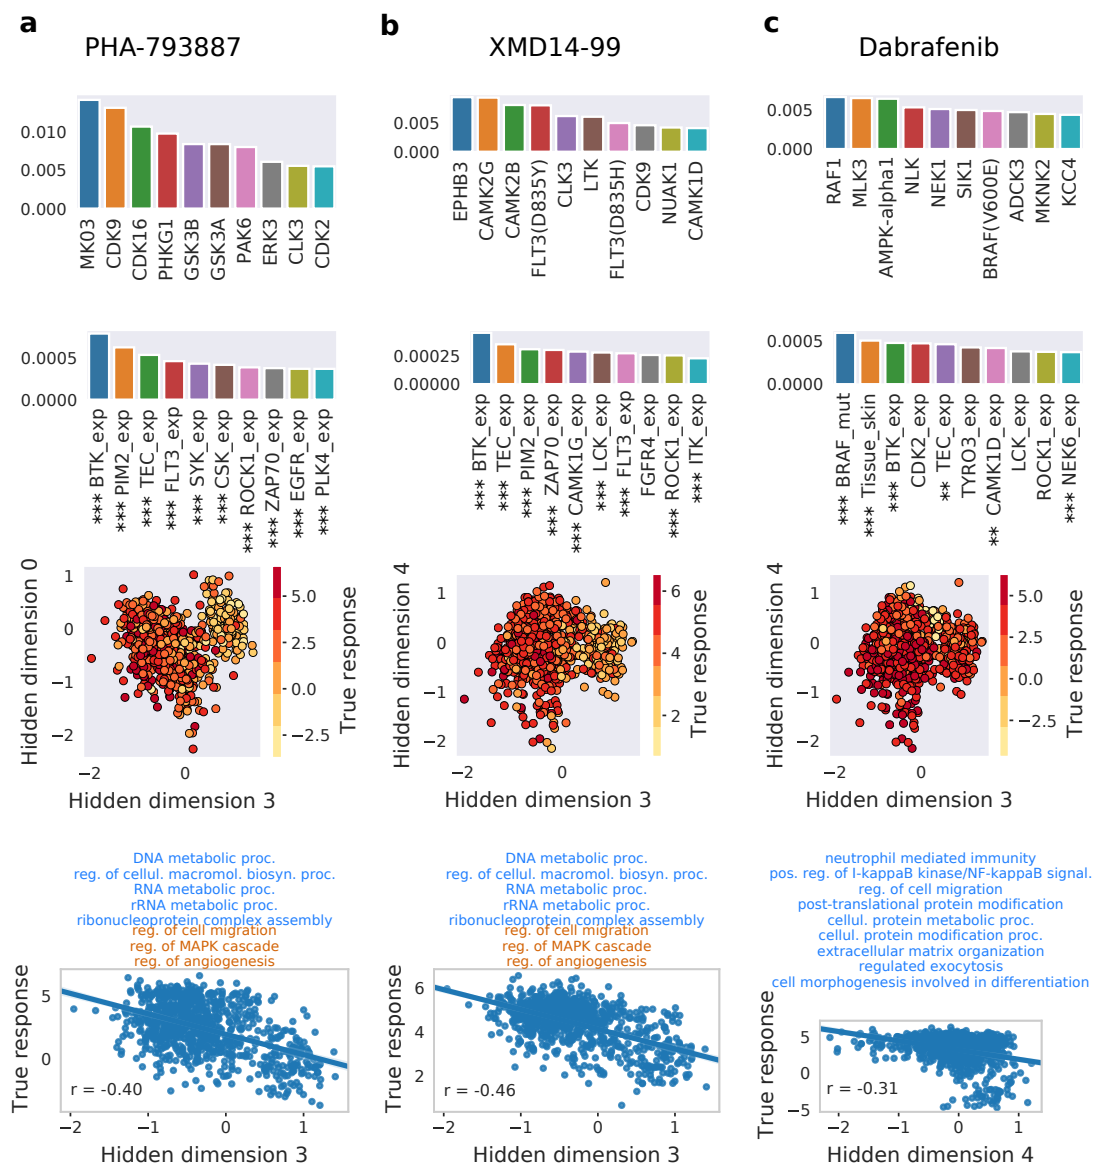 a
PHA-793887
0.010
0.005
0.000
MK03
CDK9
CDK16
PHKG1
GSK3B
GSK3A
PAK6
ERK3
CLK3
CDK2
0.0005
0.0000
*** BTK_exp
*** PIM2_exp
*** TEC_exp
*** FLT3_exp
*** SYK_exp
***CSK_exp
*** ROCK1_exp
*** ZAP70_exp
*** EGFR_exp
*** PLK4_exp
Hidden dimension 0
1
0
−1
−2
−2
0
Hidden dimension 3
5.0
2.5
0.0
−2.5
True response
DNA metabolic proc.
reg. of cellul. macromol. biosyn. proc.
RNA metabolic proc.
rRNA metabolic proc.
ribonucleoprotein complex assembly
reg. of cell migration
reg. of MAPK cascade
reg. of angiogenesis
True response
5
0
r = -0.40
−2
−1
0
1
Hidden dimension 3
b
XMD14-99
0.005
0.000
EPHB3
CAMK2G
CAMK2B
FLT3(D835Y)
CLK3
LTK
FLT3(D835H)
CDK9
NUAK1
CAMK1D
0.00025
0.00000
*** BTK_exp
*** TEC_exp
*** PIM2_exp
*** ZAP70_exp
*** CAMK1G_exp
*** LCK_exp
*** FLT3_exp
FGFR4_exp
*** ROCK1_exp
*** ITK_exp
Hidden dimension 4
1
0
−1
−2
−2
0
Hidden dimension 3
6
4
2
True response
DNA metabolic proc.
reg. of cellul. macromol. biosyn. proc.
RNA metabolic proc.
rRNA metabolic proc.
ribonucleoprotein complex assembly
reg. of cell migration
reg. of MAPK cascade
reg. of angiogenesis
True response
6
4
2
r = -0.46
−2
−1
0
1
Hidden dimension 3
c
Dabrafenib
0.005
0.000
RAF1
MLK3
AMPK-alpha1
NLK
NEK1
SIK1
BRAF(V600E)
ADCK3
MKNK2
KCC4
0.0005
0.0000
*** BRAF_mut
*** Tissue_skin
*** BTK_exp
CDK2_exp
** TEC_exp
TYRO3_exp
** CAMK1D_exp
LCK_exp
ROCK1_exp
*** NEK6_exp
Hidden dimension 4
1
0
−1
−2
−2
0
Hidden dimension 3
5.0
2.5
0.0
−2.5
True response
neutrophil mediated immunity
pos. reg. of I-kappaB kinase/NF-kappaB signal.
reg. of cell migration
post-translational protein modification
cellul. protein metabolic proc.
cellul. protein modification proc.
extracellular matrix organization
regulated exocytosis
cell morphogenesis involved in differentiation
True response
5
0
−5
r = -0.31
−2
−1
0
1
Hidden dimension 4